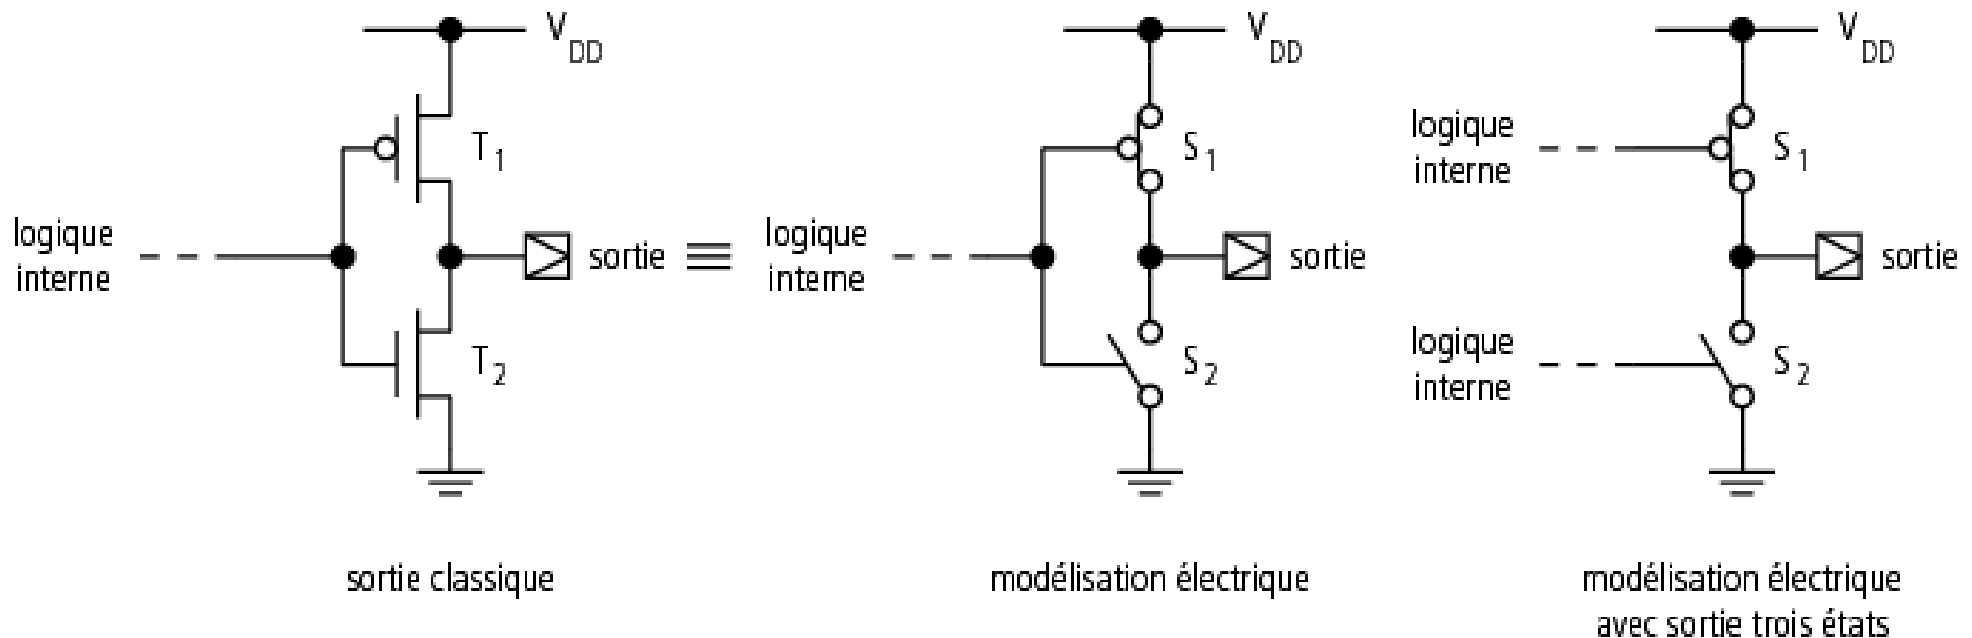 V DD
T 1
logique
interne
sortie
T 2
sortie classique
V DD
S 1
logique
interne
sortie
S 2
modélisation électrique
V DD
logique
interne
S 1
sortie
logique
interne
S 2
modélisation électrique
avec sortie trois états